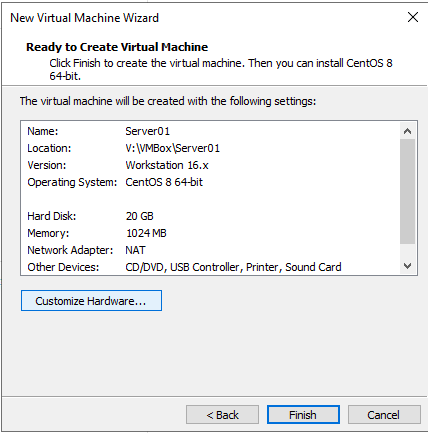 New Virtual Machine Wizard
Ready to Create Virtual Machine
Click Finish to create the virtual machine. Then you can install CentOS 8
64-bit.
The virtual machine will be created with the following settings:
Name: Server01
Location: V:\VMBox\Server01
Version: Workstation 16.x
Operating System: CentOS 8 64-bit
Hard Disk: 20 GB
Memory: 1024 MB
Network Adapter: NAT
Other Devices: CD/DVD, USB Controller, Printer, Sound Card
Customize Hardware...
< Back Finish Cancel